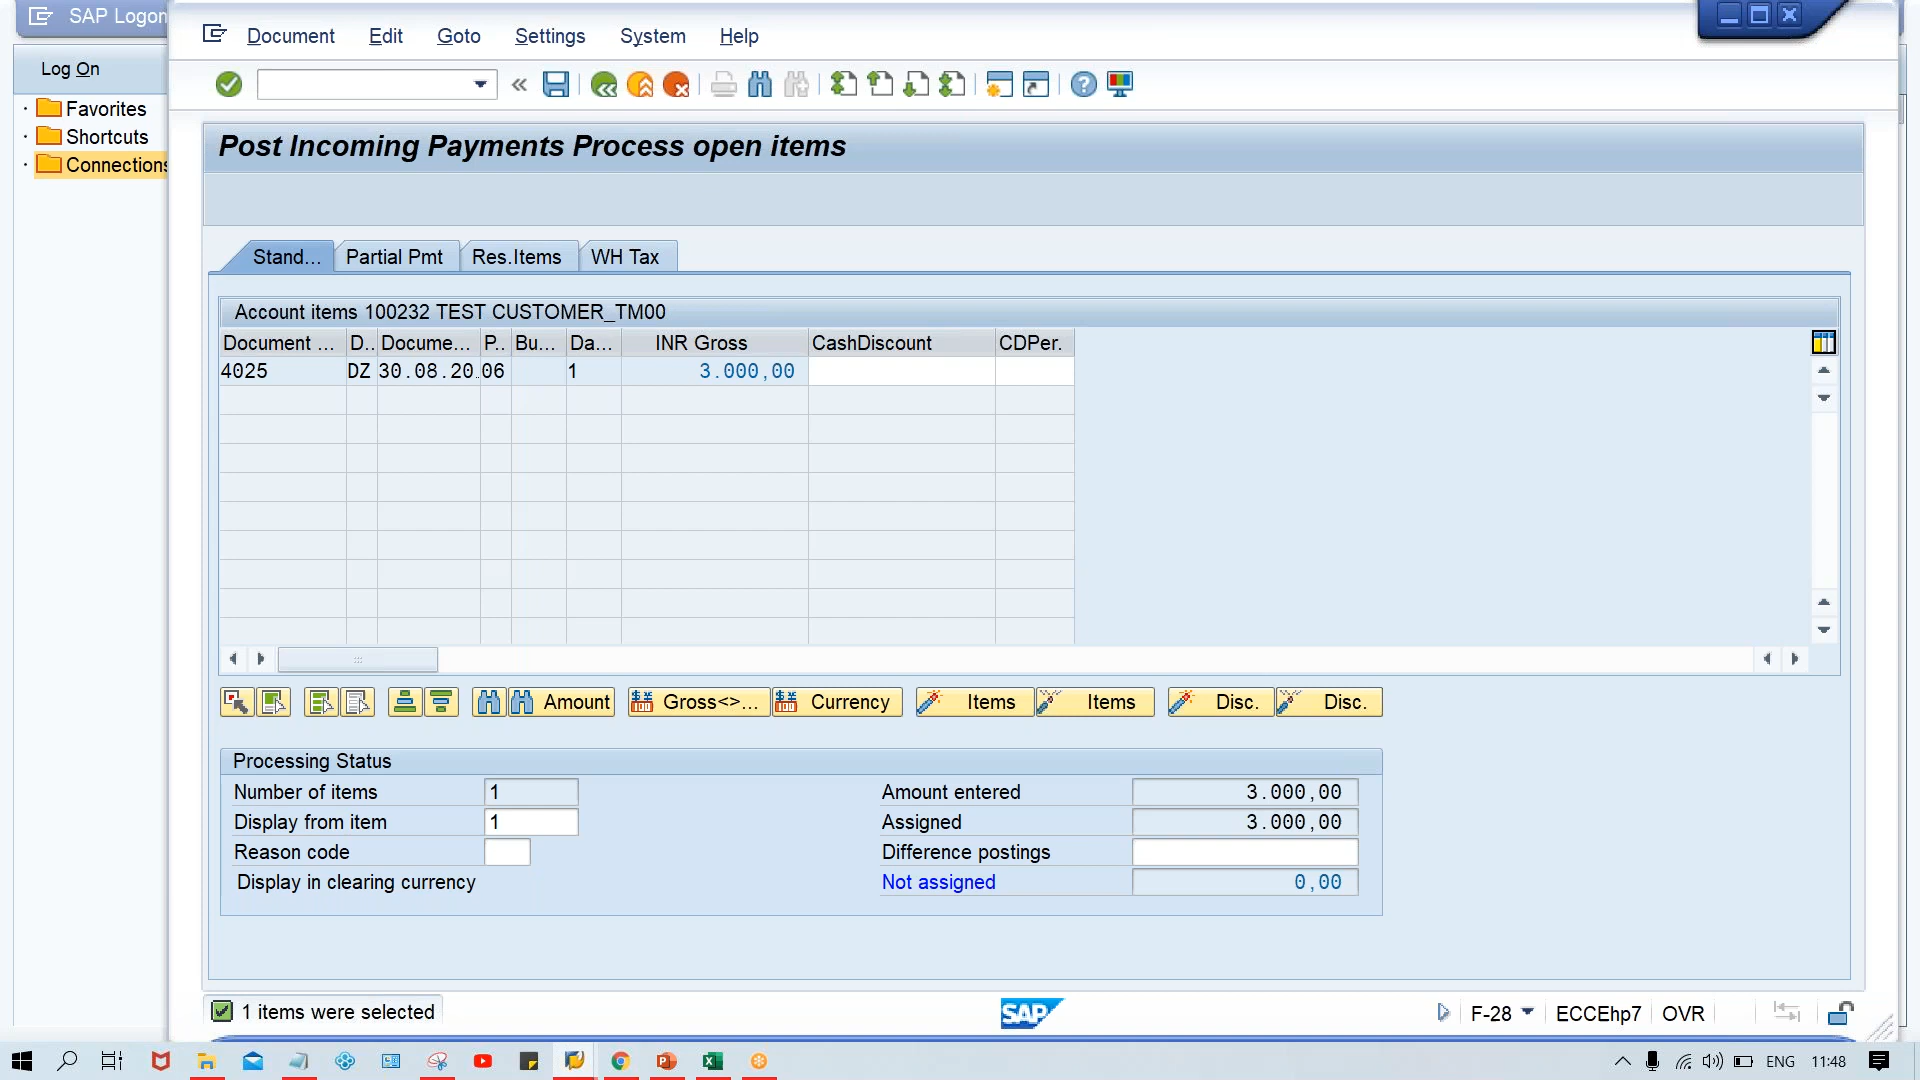 SAP Logon
Log On
Favorites
Shortcuts
Connections
Document Edit Goto Settings System Help
Post Incoming Payments Process open items
Stand... Partial Pmt Res.Items WH Tax
Account items 100232 TEST CUSTOMER_TM00
Document ... D.. Docume... P.. Bu... Da... INR Gross CashDiscount CDPer.
4025 DZ 30.08.20 06 1 3.000,00
Amount Gross<>... Currency Items Items Disc. Disc.
Processing Status
Number of items 1 Amount entered 3.000,00
Display from item 1 Assigned 3.000,00
Reason code Difference postings
Display in clearing currency Not assigned 0,00
1 items were selected SAP F-28 ECCEhp7 OVR
ENG 11:48